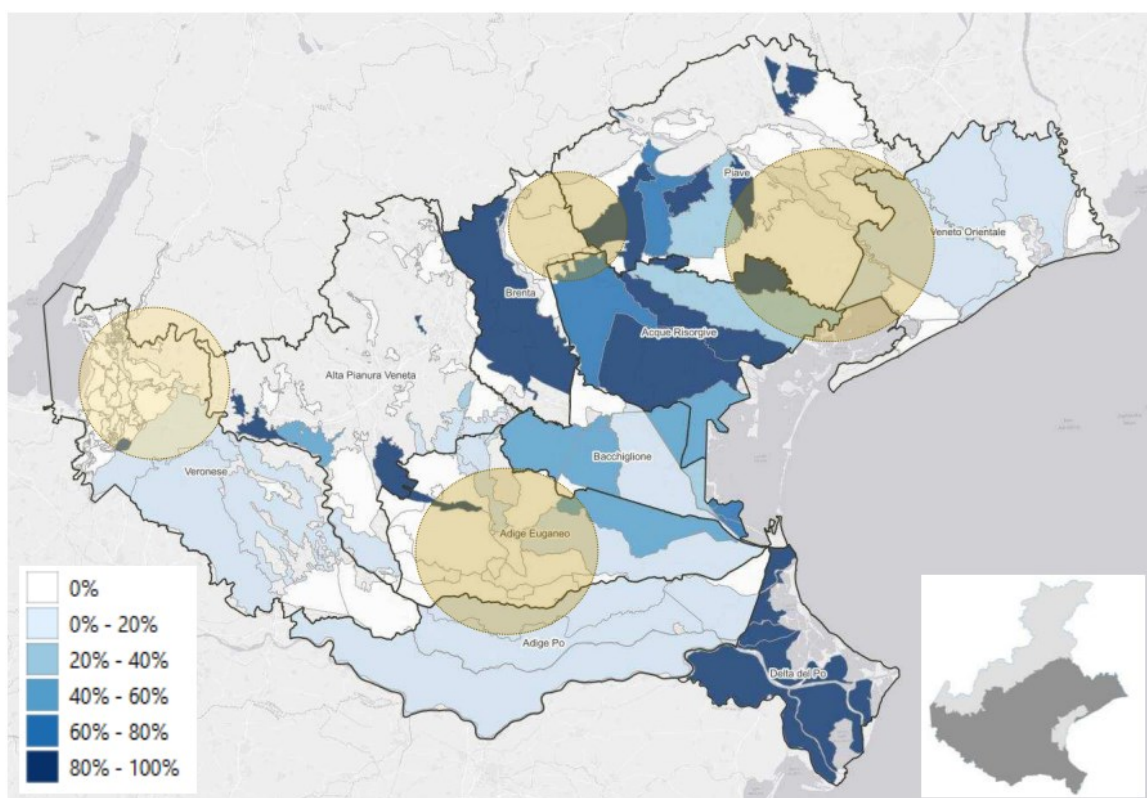 Piave
Veneto Orientale
Brenta
Acque Risorgive
Alta Pianura Veneta
Bacchiglione
Veronese
Adige Euganeo
Adige Po
Delta del Po
0%
0% - 20%
20% - 40%
40% - 60%
60% - 80%
80% - 100%